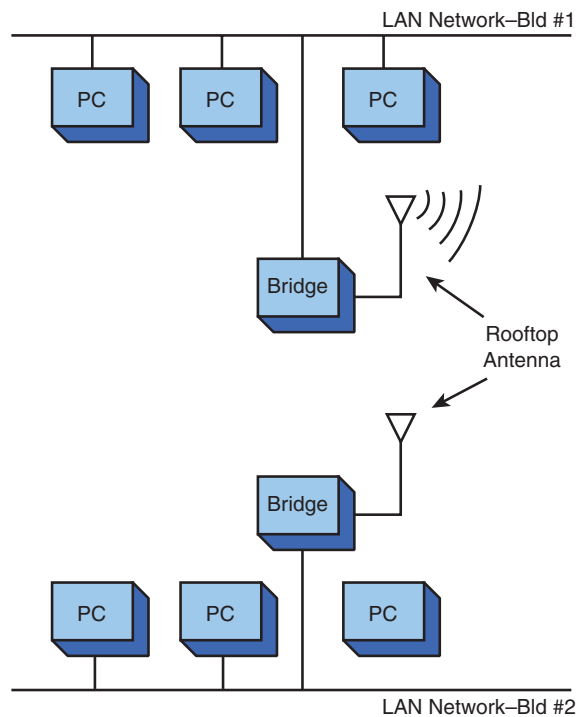 LAN Network–Bld #1
PC
PC
PC
Bridge
Rooftop
Antenna
Bridge
PC
PC
PC
LAN Network–Bld #2